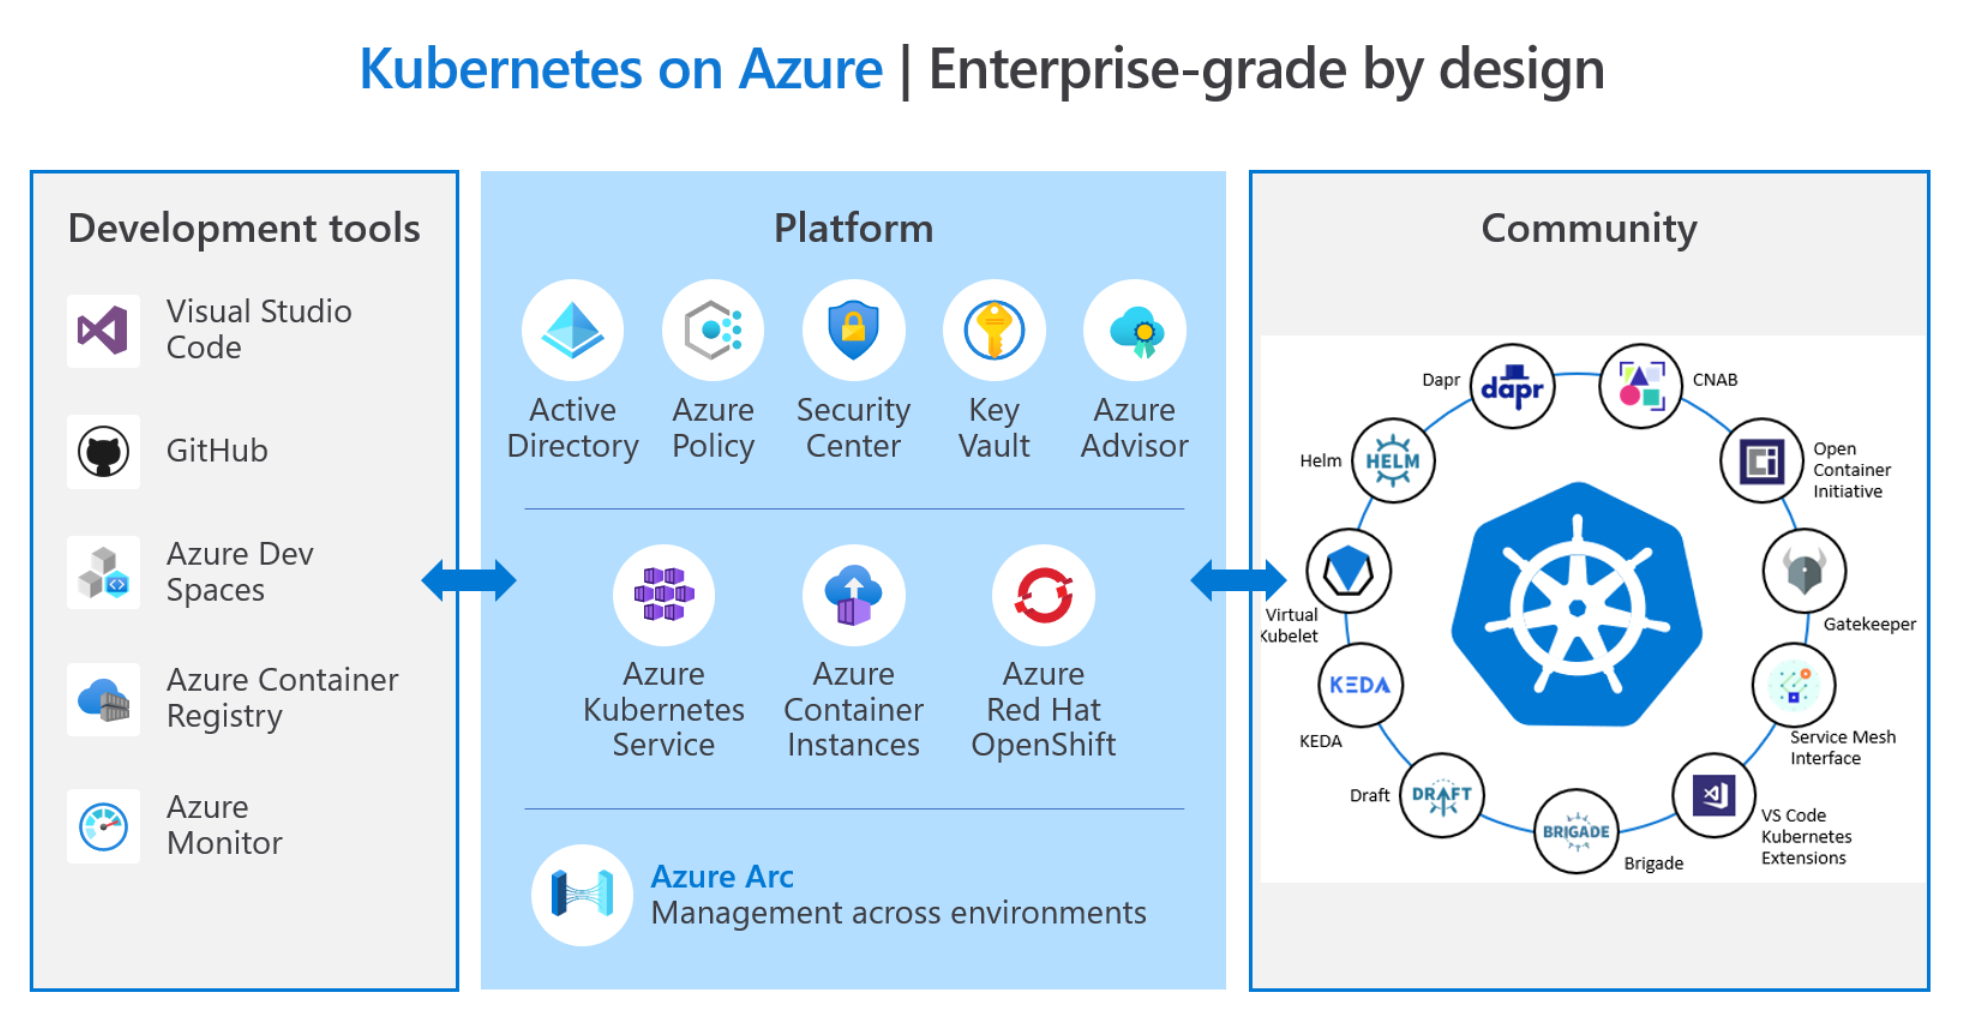 Kubernetes on Azure | Enterprise-grade by design
Development tools
Visual Studio
Code
GitHub
Azure Dev
Spaces
Azure Container
Registry
Azure
Monitor
Platform
Active
Directory
Azure
Policy
Security
Center
Key
Vault
Azure
Advisor
Azure
Kubernetes
Service
Azure
Container
Instances
Azure
Red Hat
OpenShift
Azure Arc
Management across environments
Community
Dapr
dapr
CNAB
Helm
HELM
Open
Container
Initiative
Virtual
Kubelet
Gatekeeper
KEDA
KEDA
Service Mesh
Interface
Draft
DRAFT
BRIGADE
Brigade
VS Code
Kubernetes
Extensions